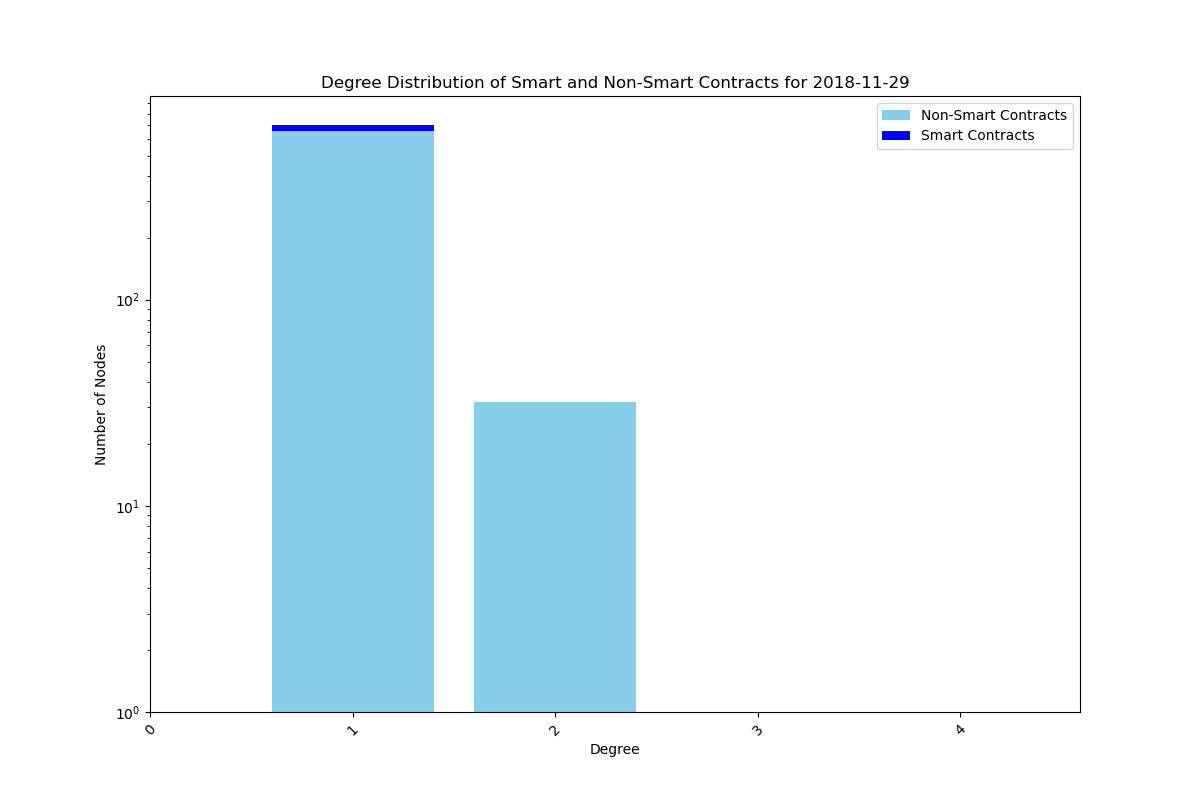 Degree Distribution of Smart and Non-Smart Contracts for 2018-11-29
Non-Smart Contracts
Smart Contracts
10²
10¹
10⁰
Number of Nodes
0 1 2 3 4
Degree